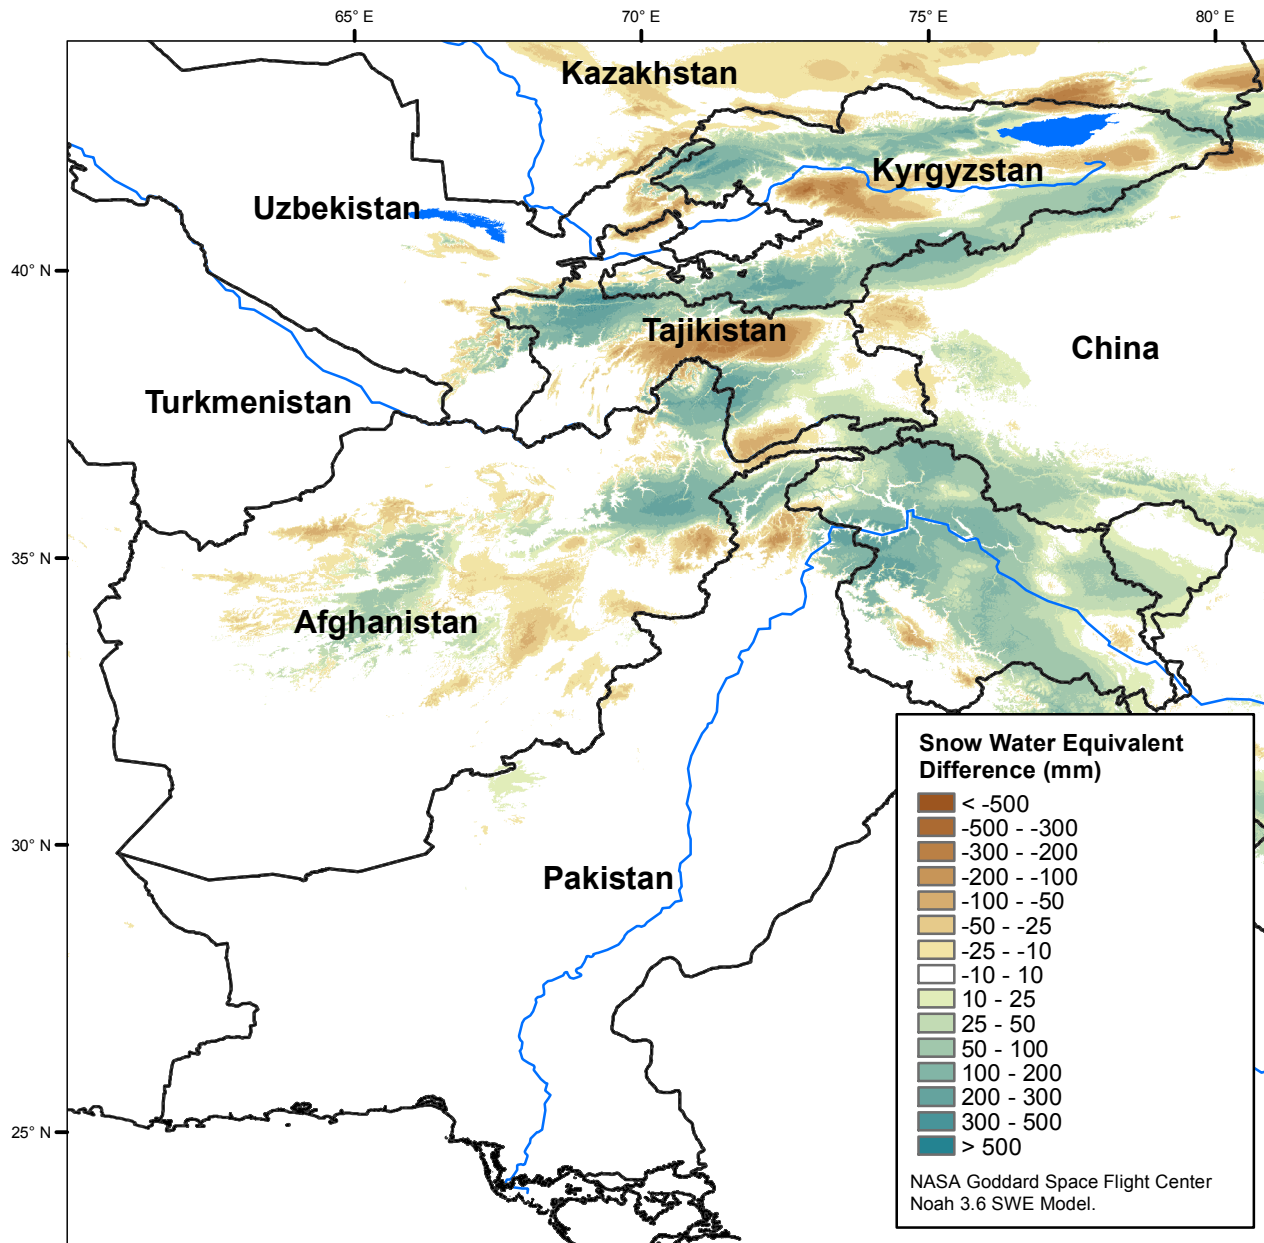 65° E
70° E
75° E
80° E
Kazakhstan
Kyrgyzstan
Uzbekistan
40° N
Tajikistan
China
Turkmenistan
35° N
Afghanistan
30° N
Pakistan
25° N
Snow Water Equivalent
Difference (mm)
< -500
-500 - -300
-300 - -200
-200 - -100
-100 - -50
-50 - -25
-25 - -10
-10 - 10
10 - 25
25 - 50
50 - 100
100 - 200
200 - 300
300 - 500
> 500
NASA Goddard Space Flight Center
Noah 3.6 SWE Model.